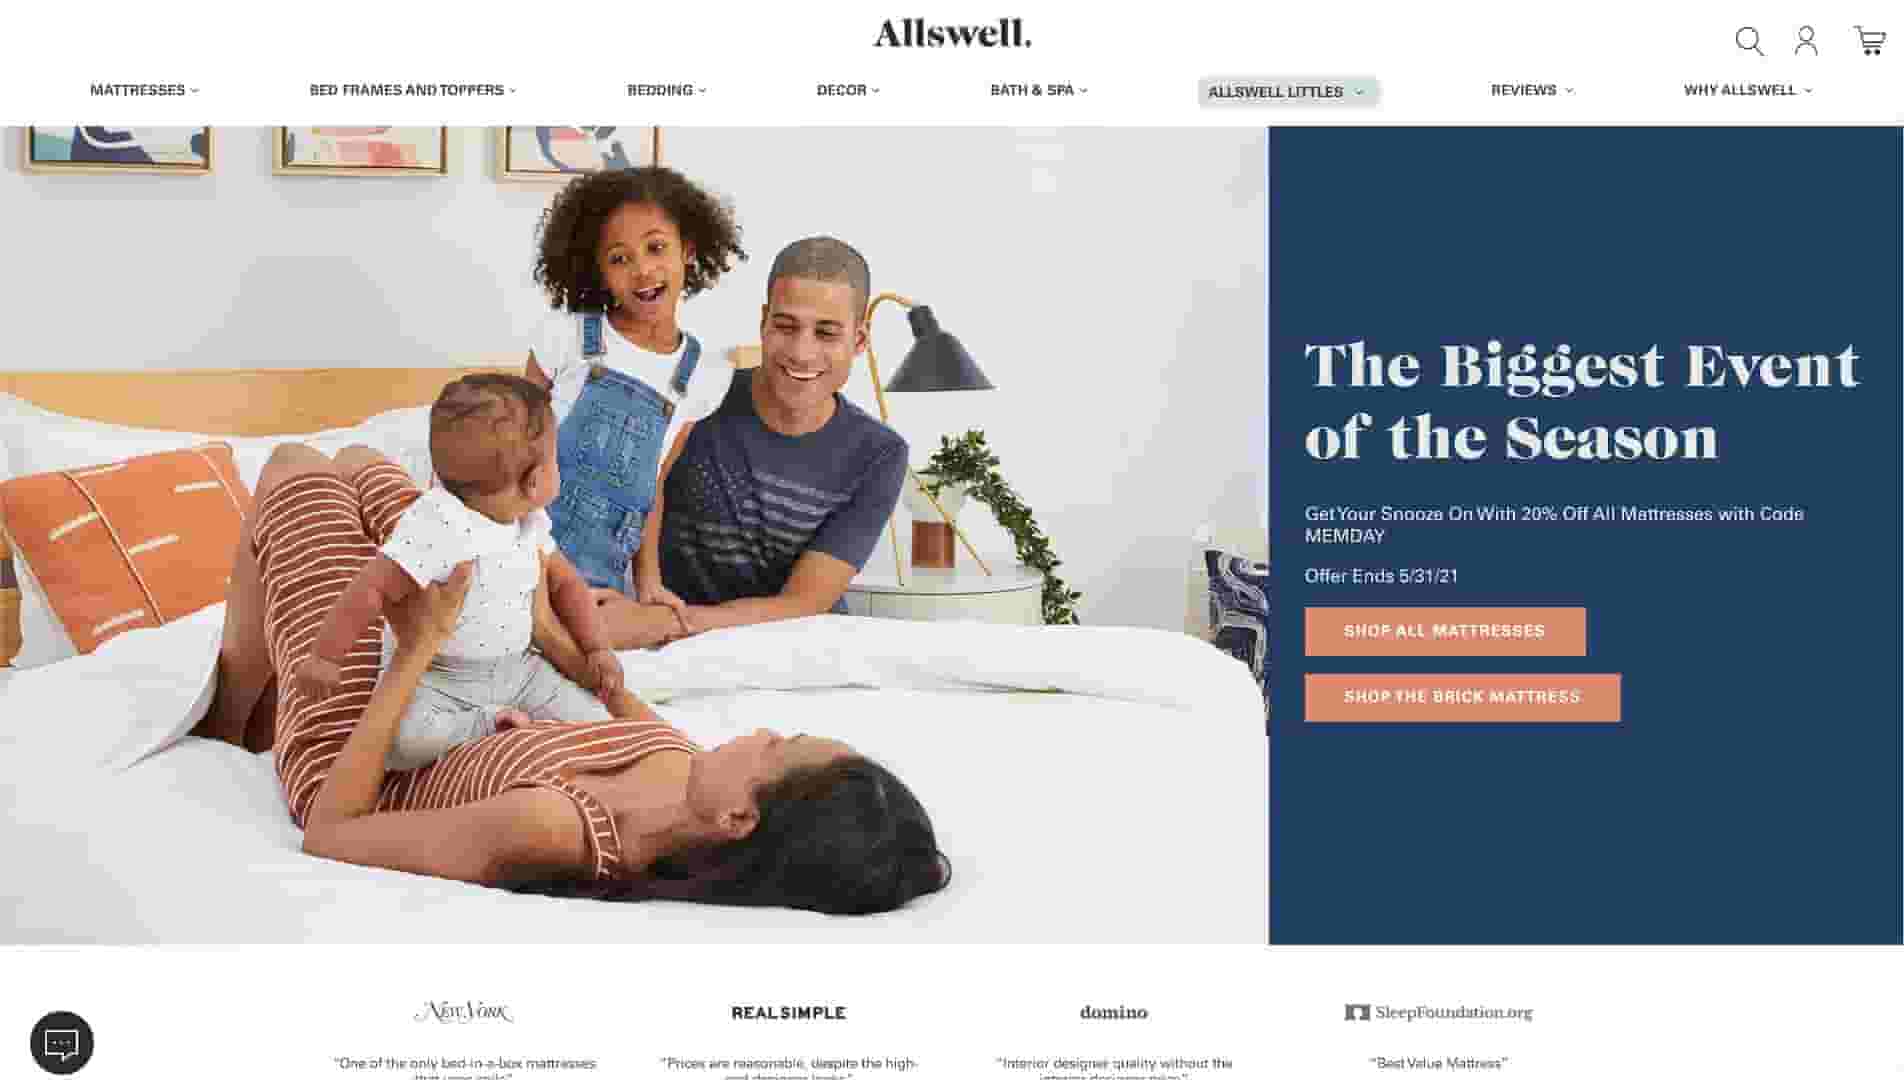 Allswell.
MATTRESSES
BED FRAMES AND TOPPERS
BEDDING
DECOR
BATH & SPA
ALLSWELL LITTLES
REVIEWS
WHY ALLSWELL
The Biggest Event
of the Season
Get Your Snooze On With 20% Off All Mattresses with Code
MEMDAY
Offer Ends 5/31/21
SHOP ALL MATTRESSES
SHOP THE BRICK MATTRESS
NEW YORK
REAL SIMPLE
domino
SleepFoundation.org
"One of the only bed-in-a-box mattresses
"Prices are reasonable, despite the high-
"Interior designer quality without the
"Best Value Mattress"